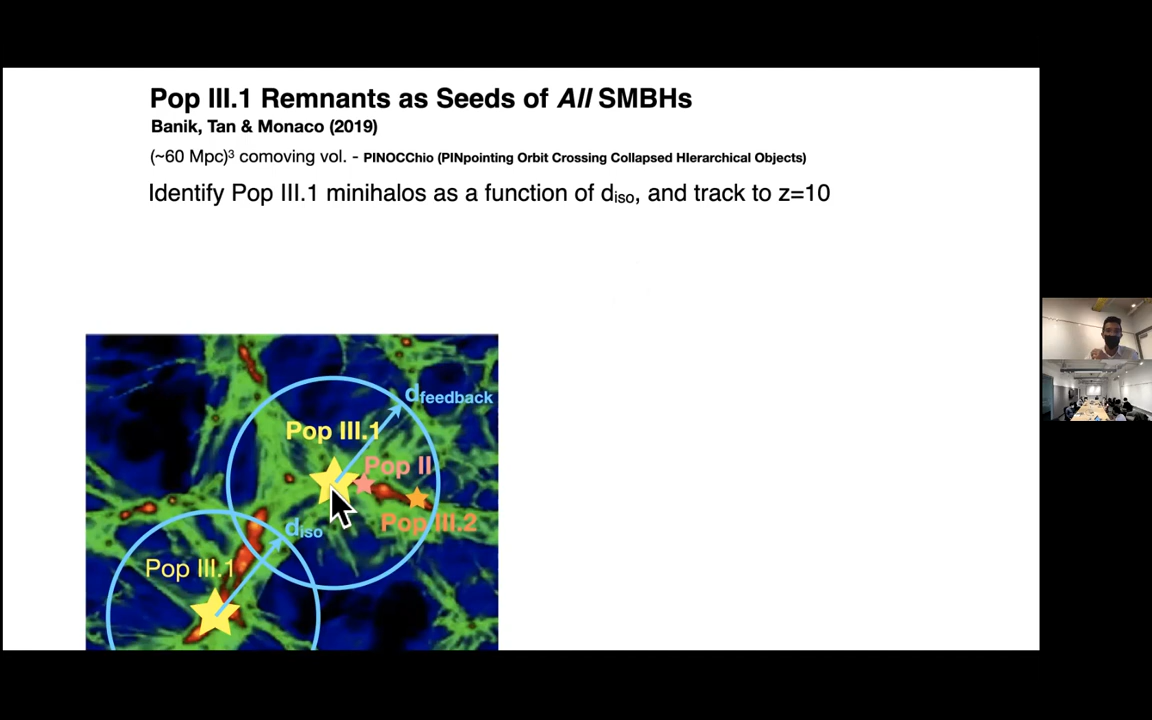 Pop III.1 Remnants as Seeds of All SMBHs
Banik, Tan & Monaco (2019)
(~60 Mpc)³ comoving vol. - PINOCChio (PINpointing Orbit Crossing Collapsed HIerarchical Objects)
Identify Pop III.1 minihalos as a function of diso, and track to z=10
dfeedback
Pop III.1
Pop II
Pop III.2
diso
Pop III.1